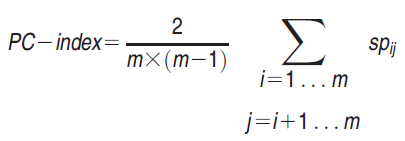 PC−index= 2 / m×(m−1) ∑ i=1...m j=i+1...m sp_ij